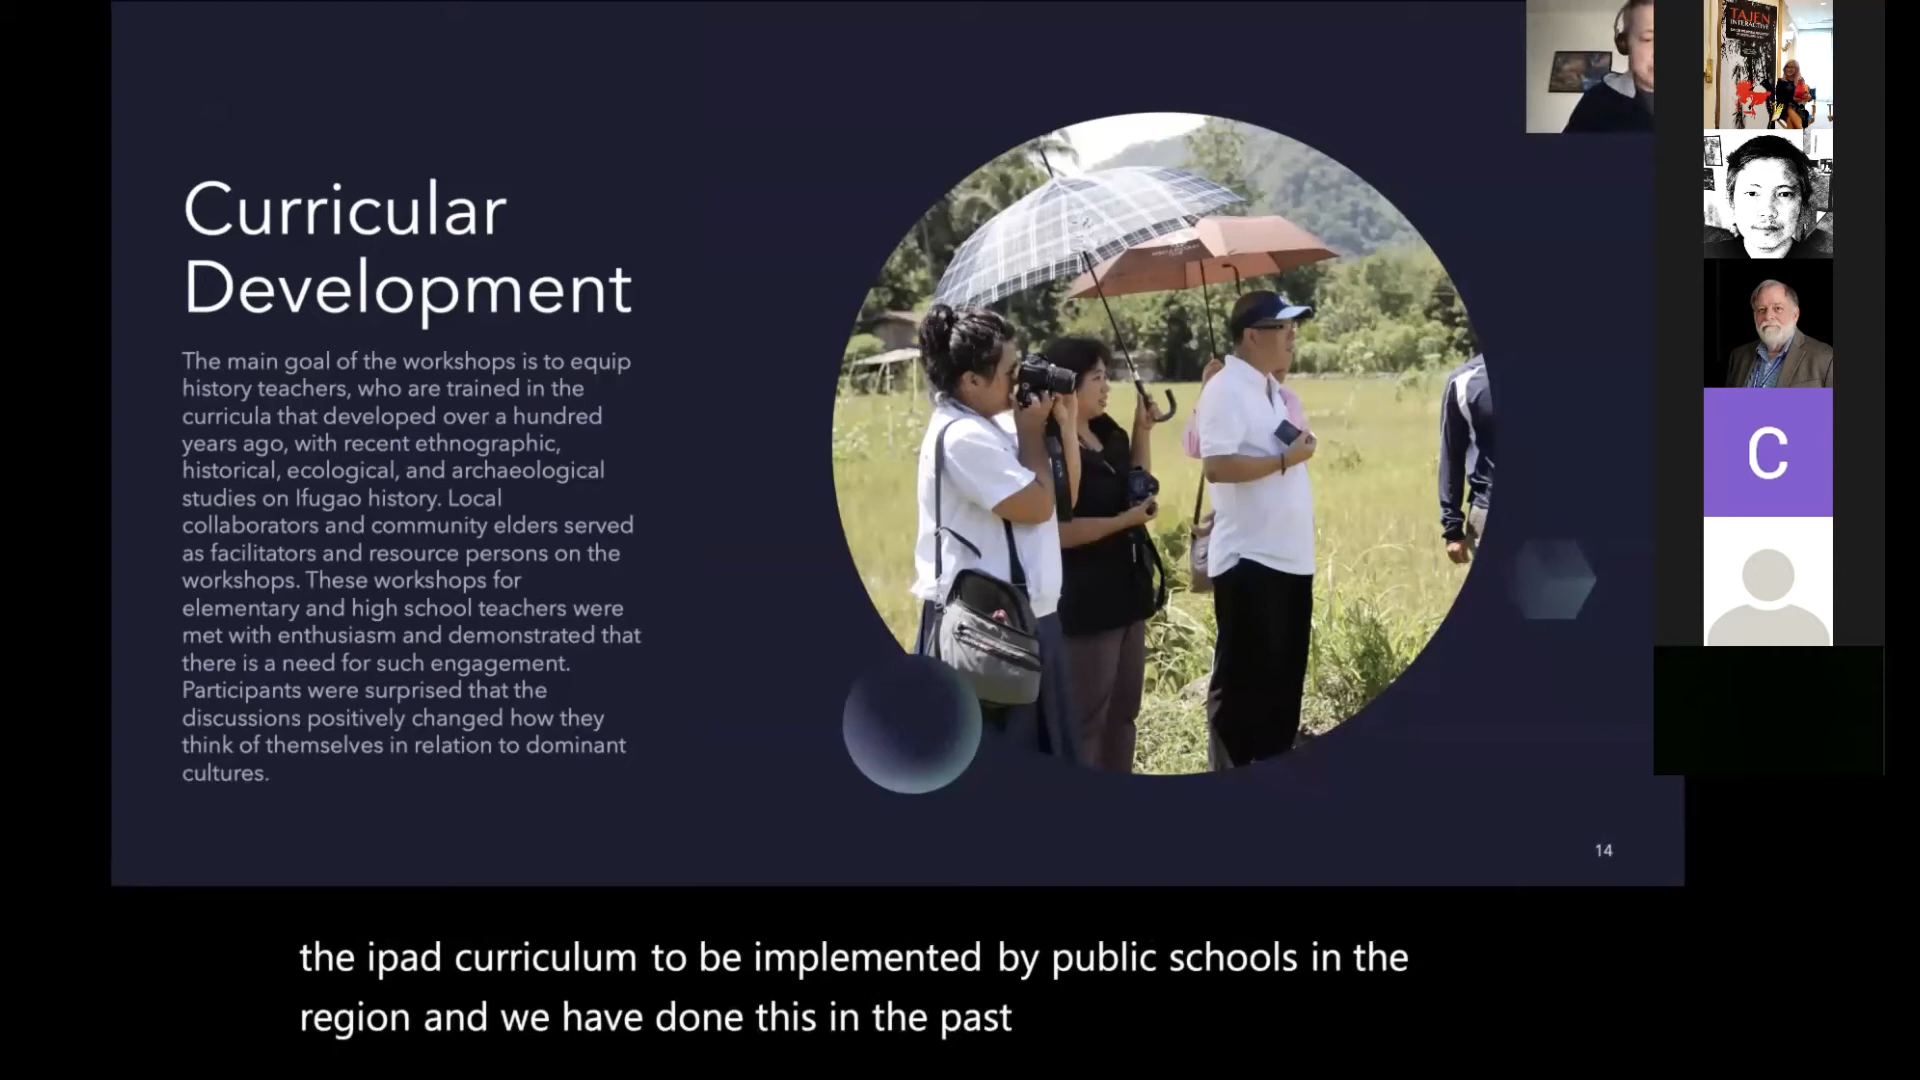 Curricular
Development
The main goal of the workshops is to equip
history teachers, who are trained in the
curricula that developed over a hundred
years ago, with recent ethnographic,
historical, ecological, and archaeological
studies on Ifugao history. Local
collaborators and community elders served
as facilitators and resource persons on the
workshops. These workshops for
elementary and high school teachers were
met with enthusiasm and demonstrated that
there is a need for such engagement.
Participants were surprised that the
discussions positively changed how they
think of themselves in relation to dominant
cultures.
14
TAJEN
INTERACTIVE
C
the ipad curriculum to be implemented by public schools in the
region and we have done this in the past